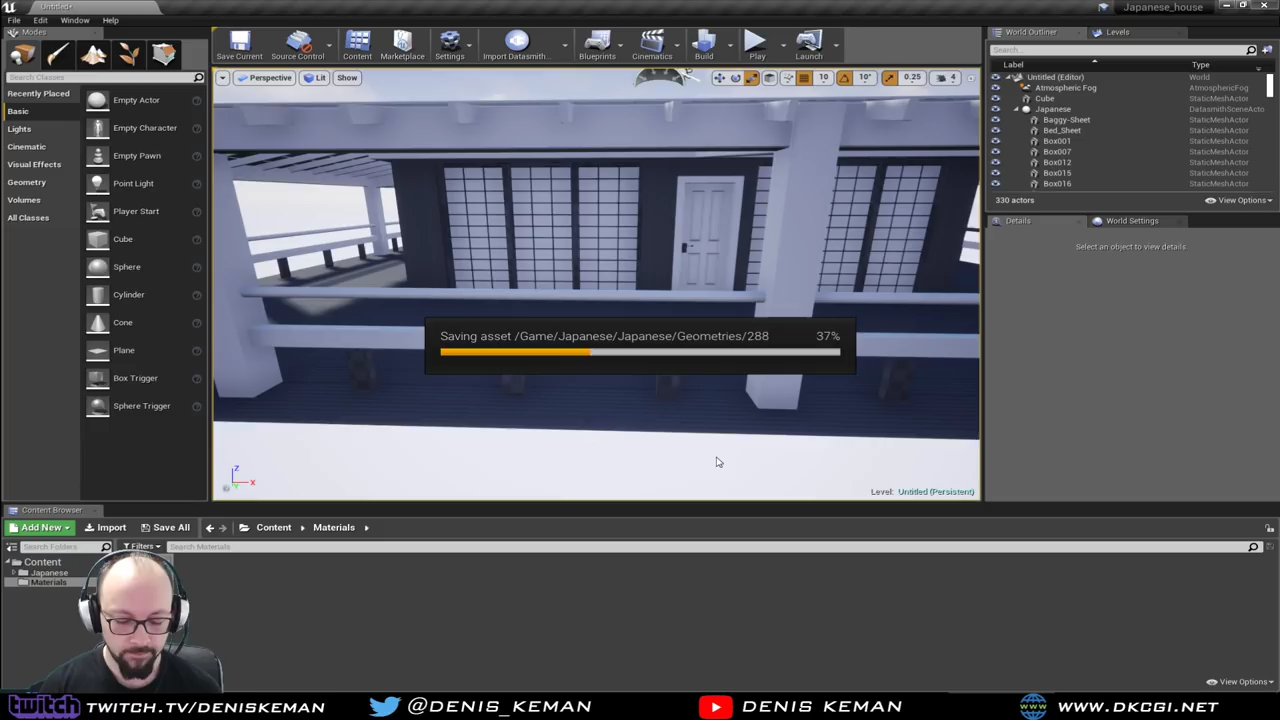 Untitled*
Japanese_house
File Edit Window Help
Modes
Search Classes
Recently Placed
Basic
Lights
Cinematic
Visual Effects
Geometry
Volumes
All Classes
Empty Actor
Empty Character
Empty Pawn
Point Light
Player Start
Cube
Sphere
Cylinder
Cone
Plane
Box Trigger
Sphere Trigger
Save Current
Source Control
Content
Marketplace
Settings
Import Datasmith...
Blueprints
Cinematics
Build
Play
Launch
Perspective Lit Show
10 10° 0.25 4
Saving asset /Game/Japanese/Japanese/Geometries/288 37%
Z
X
Level: Untitled (Persistent)
World Outliner Levels
Search...
Label Type
Untitled (Editor) World
Atmospheric Fog AtmosphericFog
Cube StaticMeshActor
Japanese DatasmithSceneActo
Baggy-Sheet StaticMeshActor
Bed_Sheet StaticMeshActor
Box001 StaticMeshActor
Box007 StaticMeshActor
Box012 StaticMeshActor
Box015 StaticMeshActor
Box016 StaticMeshActor
330 actors View Options
Details World Settings
Select an object to view details.
Content Browser
Add New Import Save All Content Materials
Search Folders Filters Search Materials
Content
Japanese
Materials
View Options
twitch TWITCH.TV/DENISKEMAN @DENIS_KEMAN DENIS KEMAN WWW.DKCGI.NET